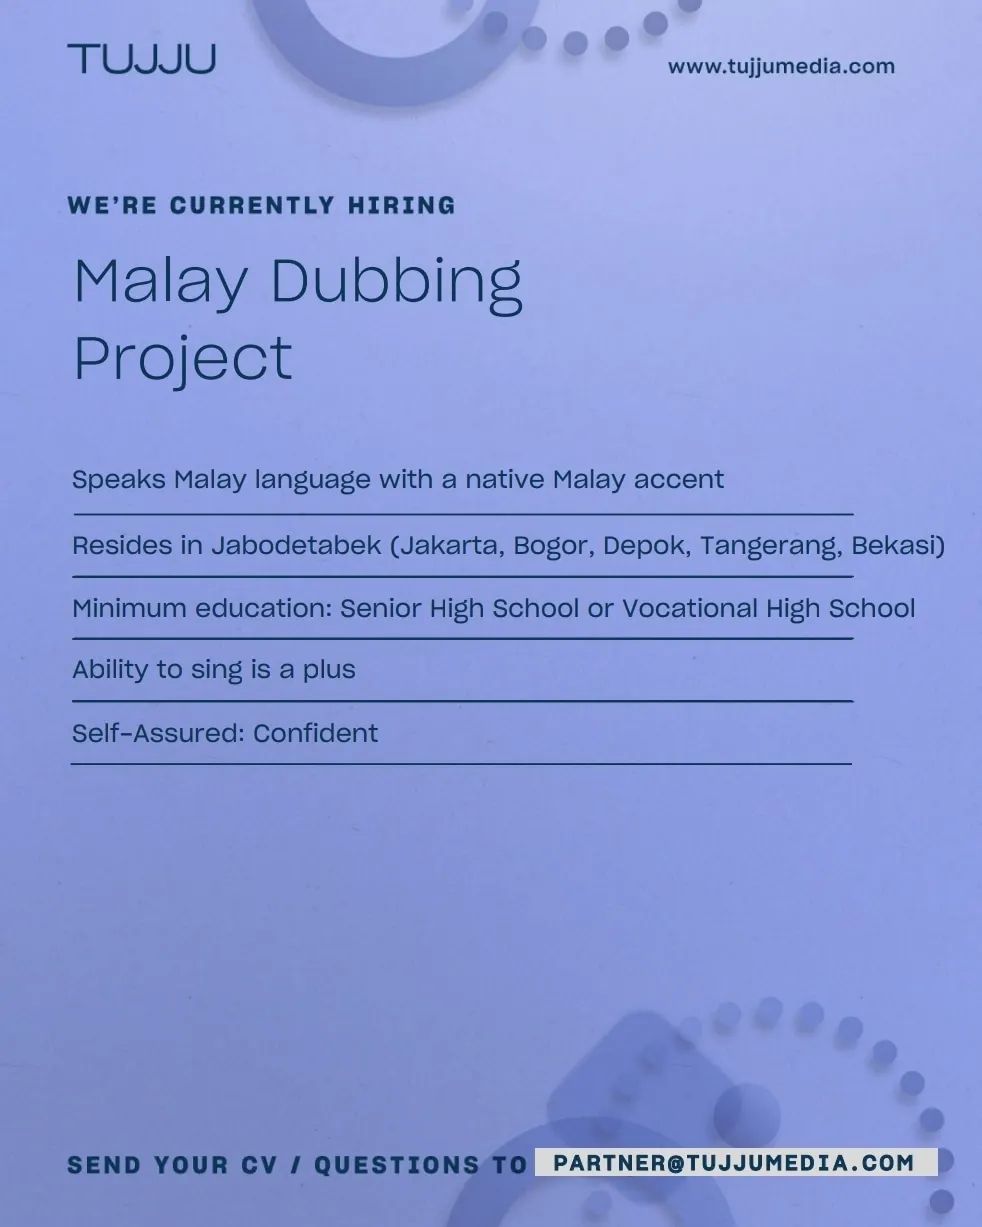 TUJJU
www.tujjumedia.com
WE’RE CURRENTLY HIRING
Malay Dubbing
Project
Speaks Malay language with a native Malay accent
Resides in Jabodetabek (Jakarta, Bogor, Depok, Tangerang, Bekasi)
Minimum education: Senior High School or Vocational High School
Ability to sing is a plus
Self-Assured: Confident
SEND YOUR CV / QUESTIONS TO PARTNER@TUJJUMEDIA.COM